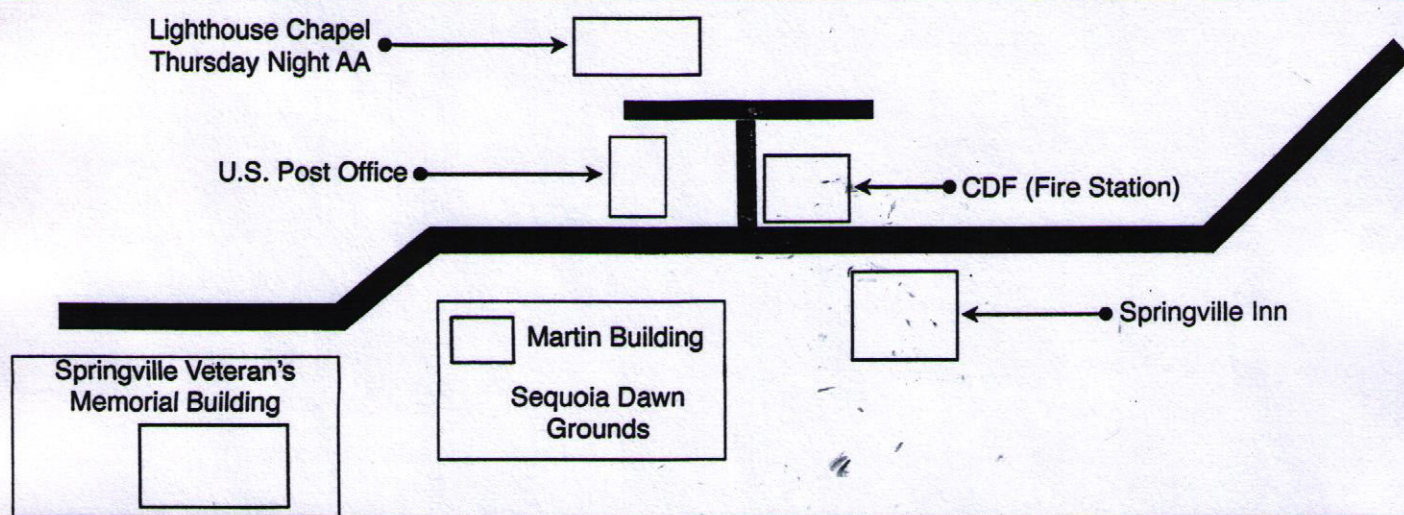 Lighthouse Chapel
Thursday Night AA
U.S. Post Office
CDF (Fire Station)
Springville Inn
Martin Building
Sequoia Dawn
Grounds
Springville Veteran's
Memorial Building